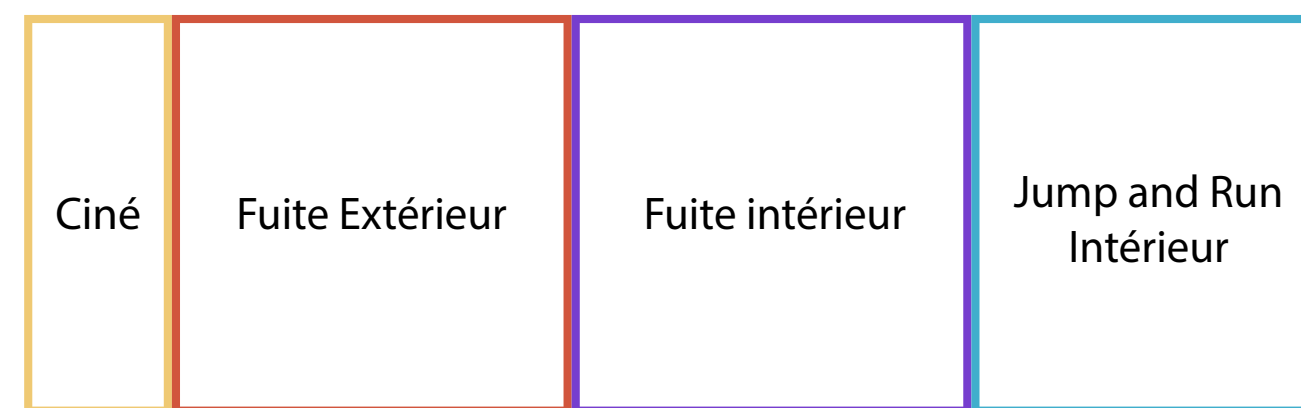 Ciné
Fuite Extérieur
Fuite intérieur
Jump and Run
Intérieur